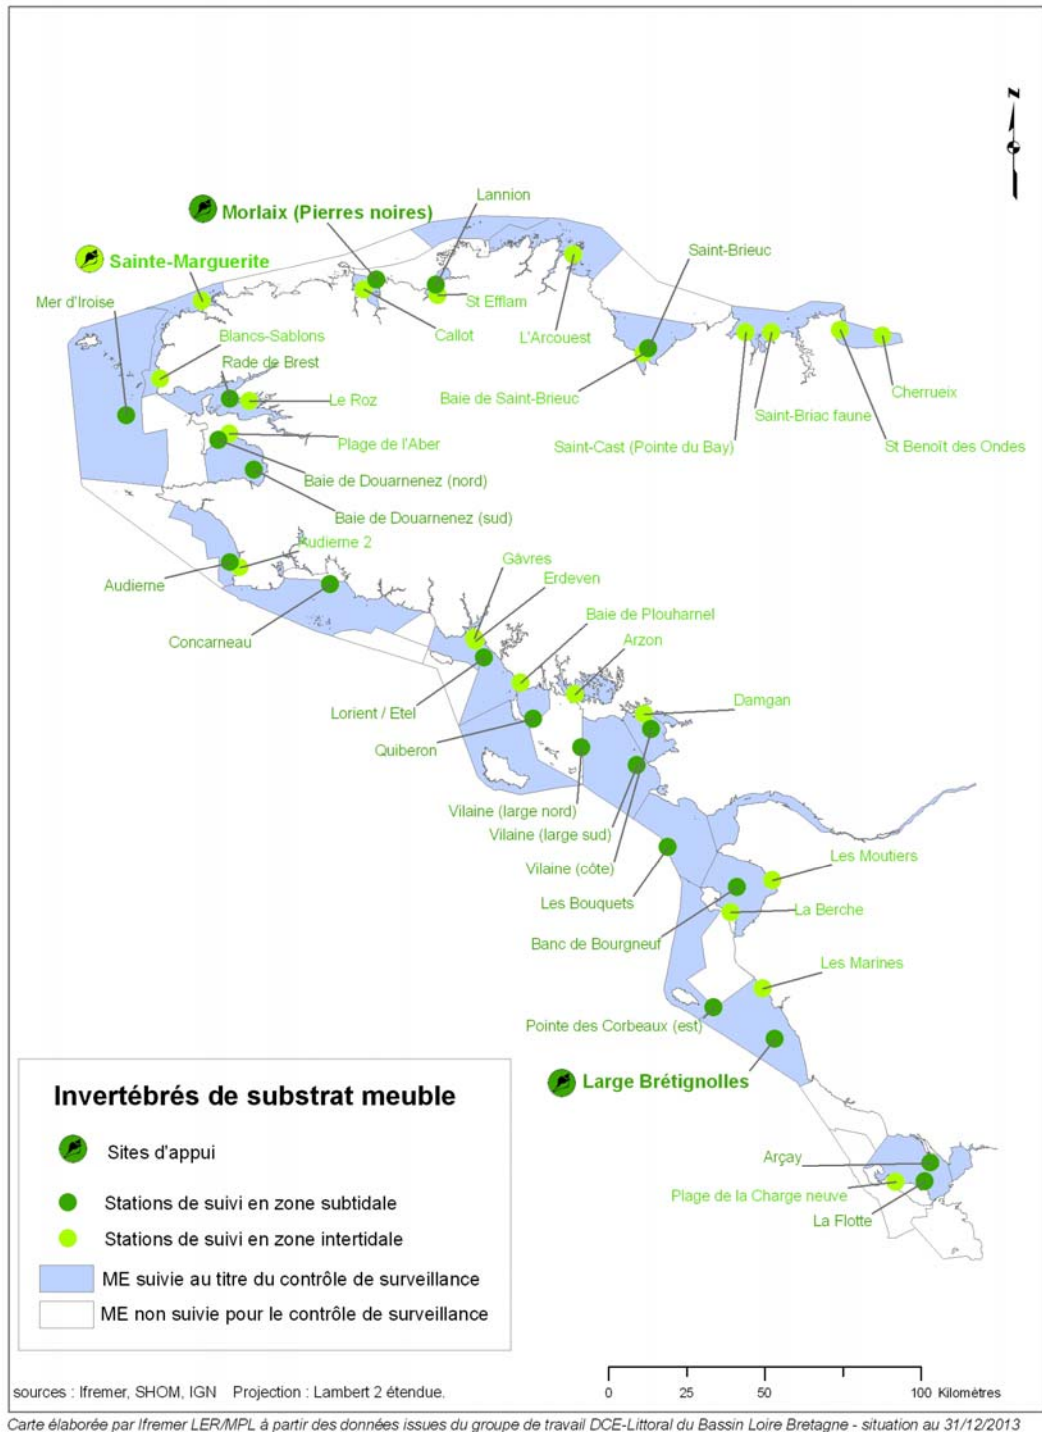 z
Lannion
Morlaix (Pierres noires)
Saint-Brieuc
Sainte-Marguerite
Mer d'Iroise
St Efflam
Blancs-Sablons
Callot
L'Arcouest
Rade de Brest
Cherrueix
Le Roz
Baie de Saint-Brieuc
Saint-Briac faune
Plage de l'Aber
Saint-Cast (Pointe du Bay)
St Benoît des Ondes
Baie de Douarnenez (nord)
Baie de Douarnenez (sud)
Audierne 2
Gâvres
Audierne
Erdeven
Baie de Plouharnel
Concarneau
Arzon
Damgan
Lorient / Etel
Quiberon
Vilaine (large nord)
Vilaine (large sud)
Les Moutiers
Vilaine (côte)
Les Bouquets
La Berche
Banc de Bourgneuf
Les Marines
Pointe des Corbeaux (est)
Large Brétignolles
Invertébrés de substrat meuble
Sites d'appui
Arçay
Plage de la Charge neuve
Stations de suivi en zone subtidale
La Flotte
Stations de suivi en zone intertidale
ME suivie au titre du contrôle de surveillance
ME non suivie pour le contrôle de surveillance
sources : Ifremer, SHOM, IGN Projection : Lambert 2 étendue.
0 25 50 100 Kilomètres
Carte élaborée par Ifremer LER/MPL à partir des données issues du groupe de travail DCE-Littoral du Bassin Loire Bretagne - situation au 31/12/2013